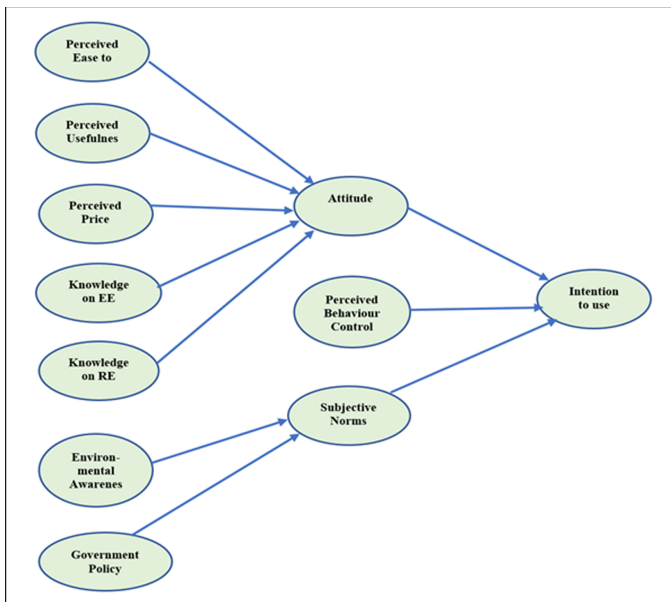 Perceived
Ease to
Perceived
Usefulnes
Perceived
Price
Knowledge
on EE
Knowledge
on RE
Environ-
mental
Awarenes
Government
Policy
Attitude
Perceived
Behaviour
Control
Subjective
Norms
Intention
to use